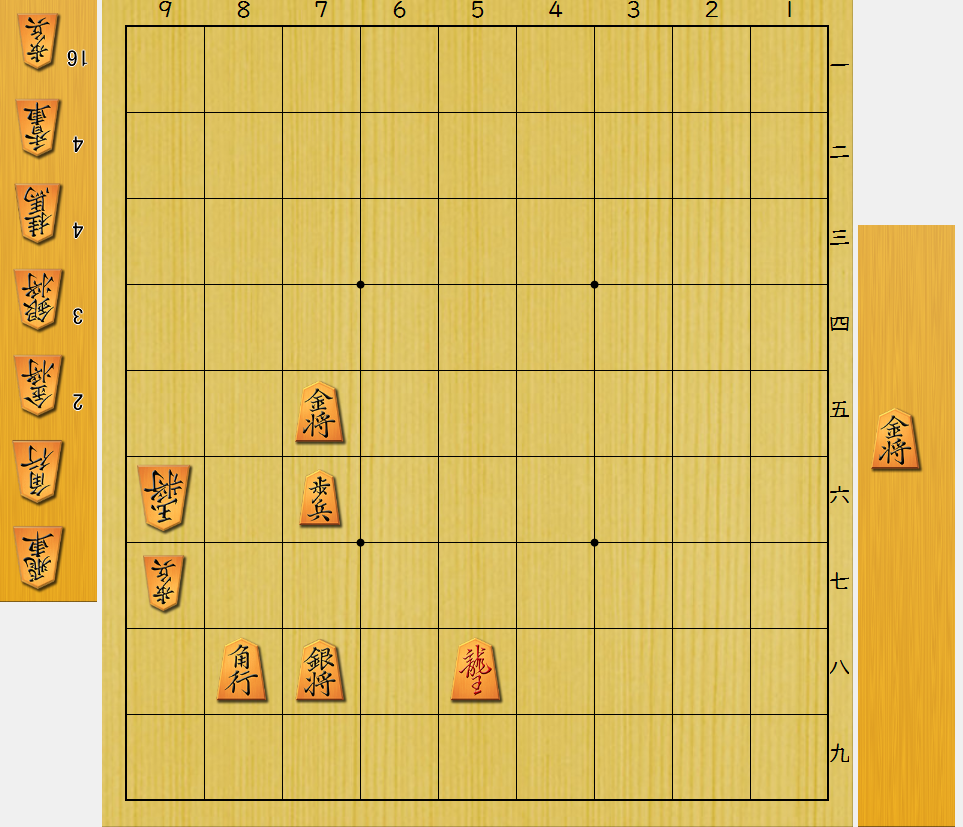 9 8 7 6 5 4 3 2 1
歩兵 16
香車 4
桂馬 4
銀将 3
金将 2
角行
飛車
一
二
三
四
金将 五
玉将 歩兵 六
歩兵 七
角行 銀将 龍王 八
九
金将